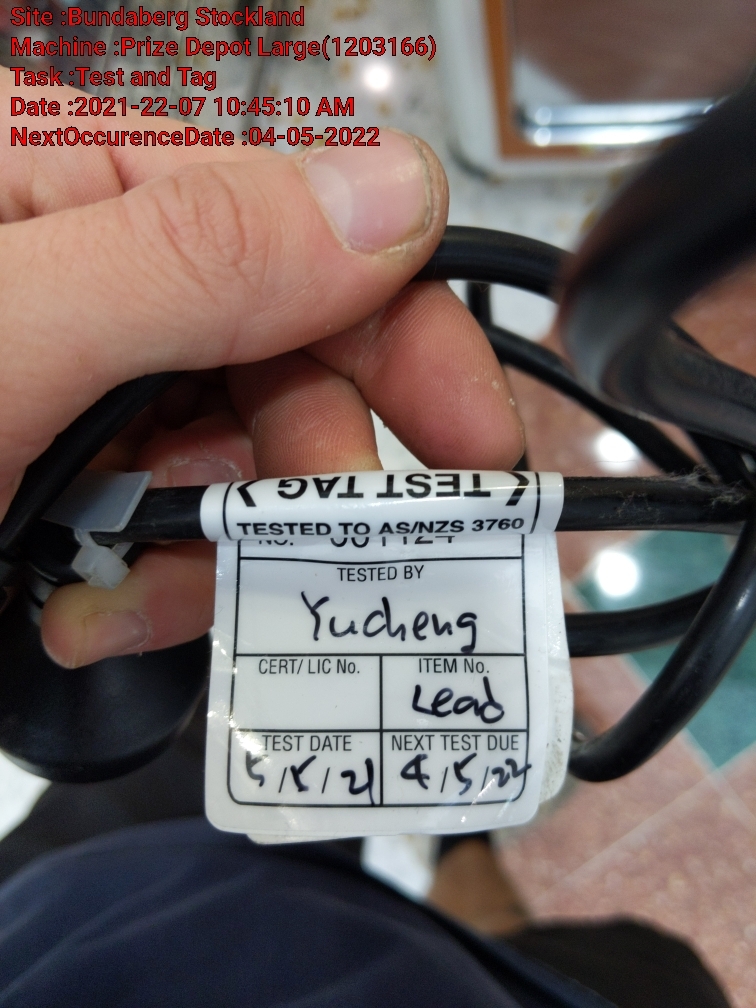 Site :Bundaberg Stockland
Machine :Prize Depot Large(1203166)
Task :Test and Tag
Date :2021-22-07 10:45:10 AM
NextOccurenceDate :04-05-2022
TEST TAG
TESTED TO AS/NZS 3760
No.
TESTED BY
Yucheng
CERT/ LIC No. ITEM No.
Lead
TEST DATE NEXT TEST DUE
5/5/21 4/5/22